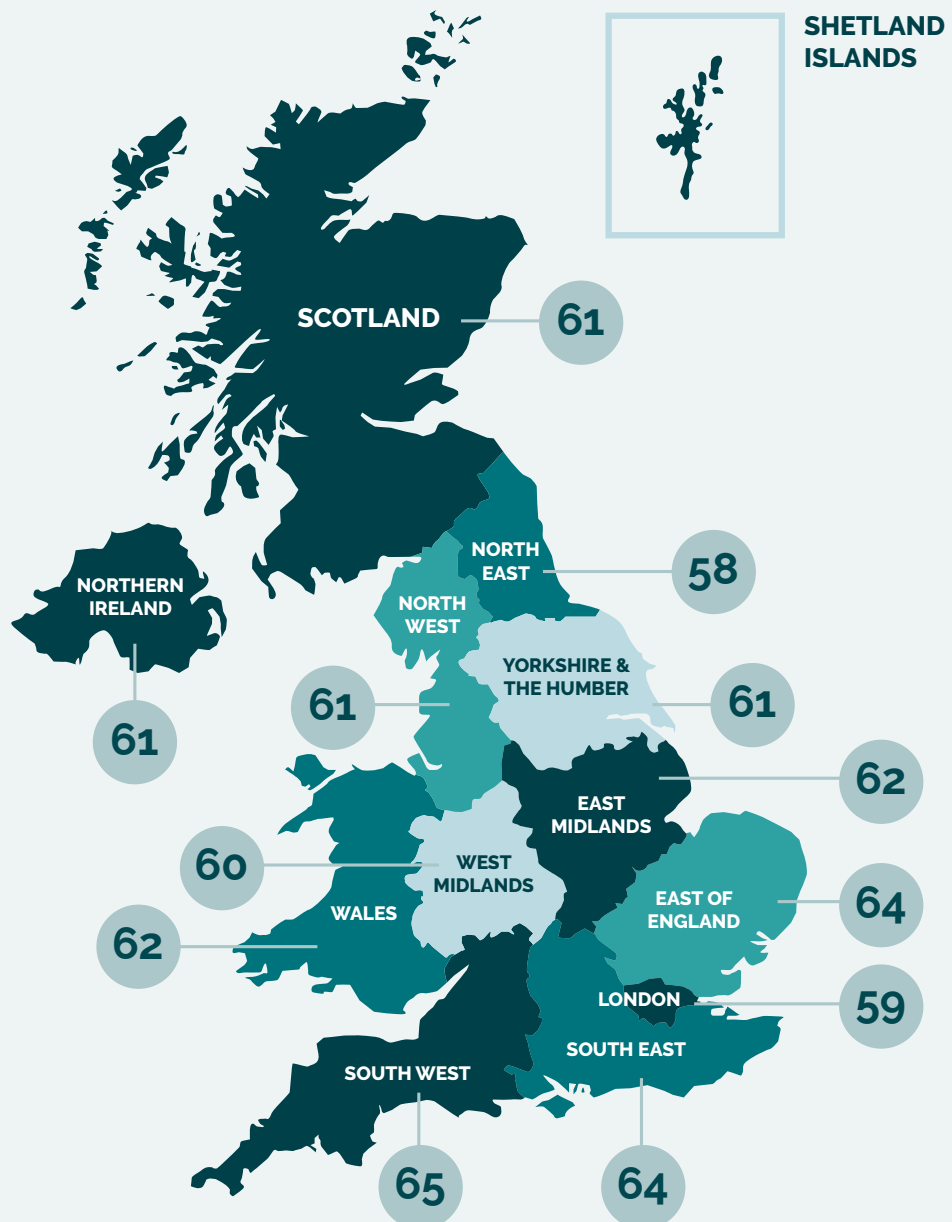 SHETLAND
ISLANDS
SCOTLAND
61
NORTH
EAST
58
NORTHERN
IRELAND
61
NORTH
WEST
61
YORKSHIRE &
THE HUMBER
61
EAST
MIDLANDS
62
WEST
MIDLANDS
60
WALES
62
EAST OF
ENGLAND
64
LONDON
59
SOUTH EAST
64
SOUTH WEST
65